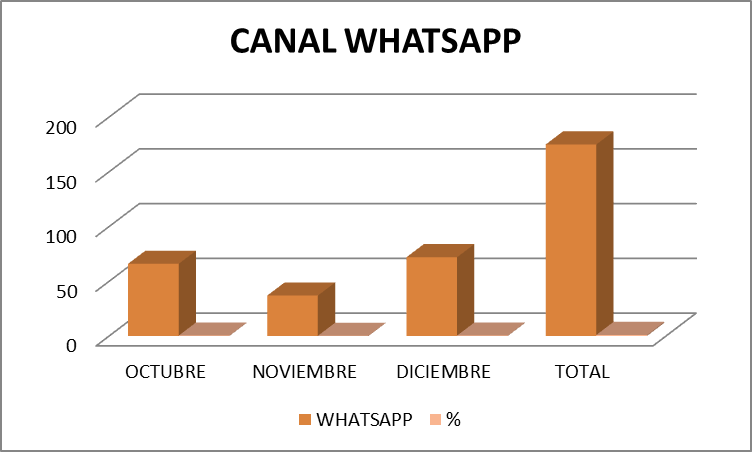 CANAL WHATSAPP
200
150
100
50
0
OCTUBRE NOVIEMBRE DICIEMBRE TOTAL
WHATSAPP %